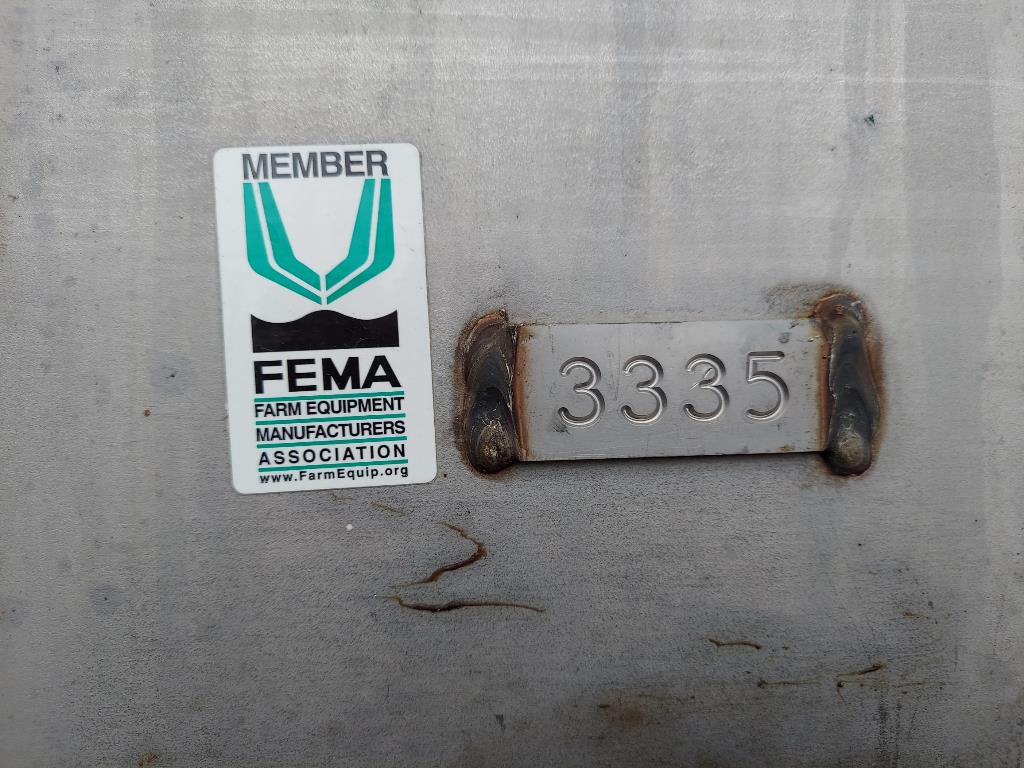 MEMBER
FEMA
FARM EQUIPMENT
MANUFACTURERS
ASSOCIATION
www.FarmEquip.org
3335